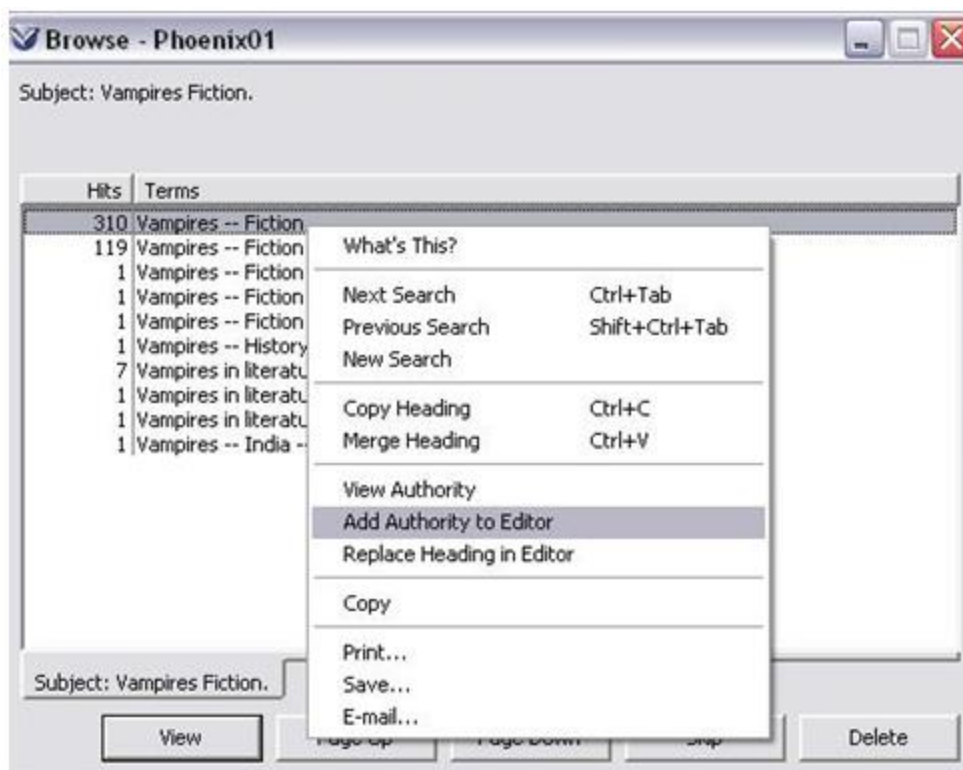 Browse - Phoenix01
Subject: Vampires Fiction.
Hits Terms
310 Vampires -- Fiction
119 Vampires -- Fiction
1 Vampires -- Fiction
1 Vampires -- Fiction
1 Vampires -- Fiction
1 Vampires -- History
7 Vampires in literatu
1 Vampires in literatu
1 Vampires in literatu
1 Vampires -- India --
What's This?
Next Search Ctrl+Tab
Previous Search Shift+Ctrl+Tab
New Search
Copy Heading Ctrl+C
Merge Heading Ctrl+V
View Authority
Add Authority to Editor
Replace Heading in Editor
Copy
Print...
Save...
E-mail...
Subject: Vampires Fiction.
View Delete